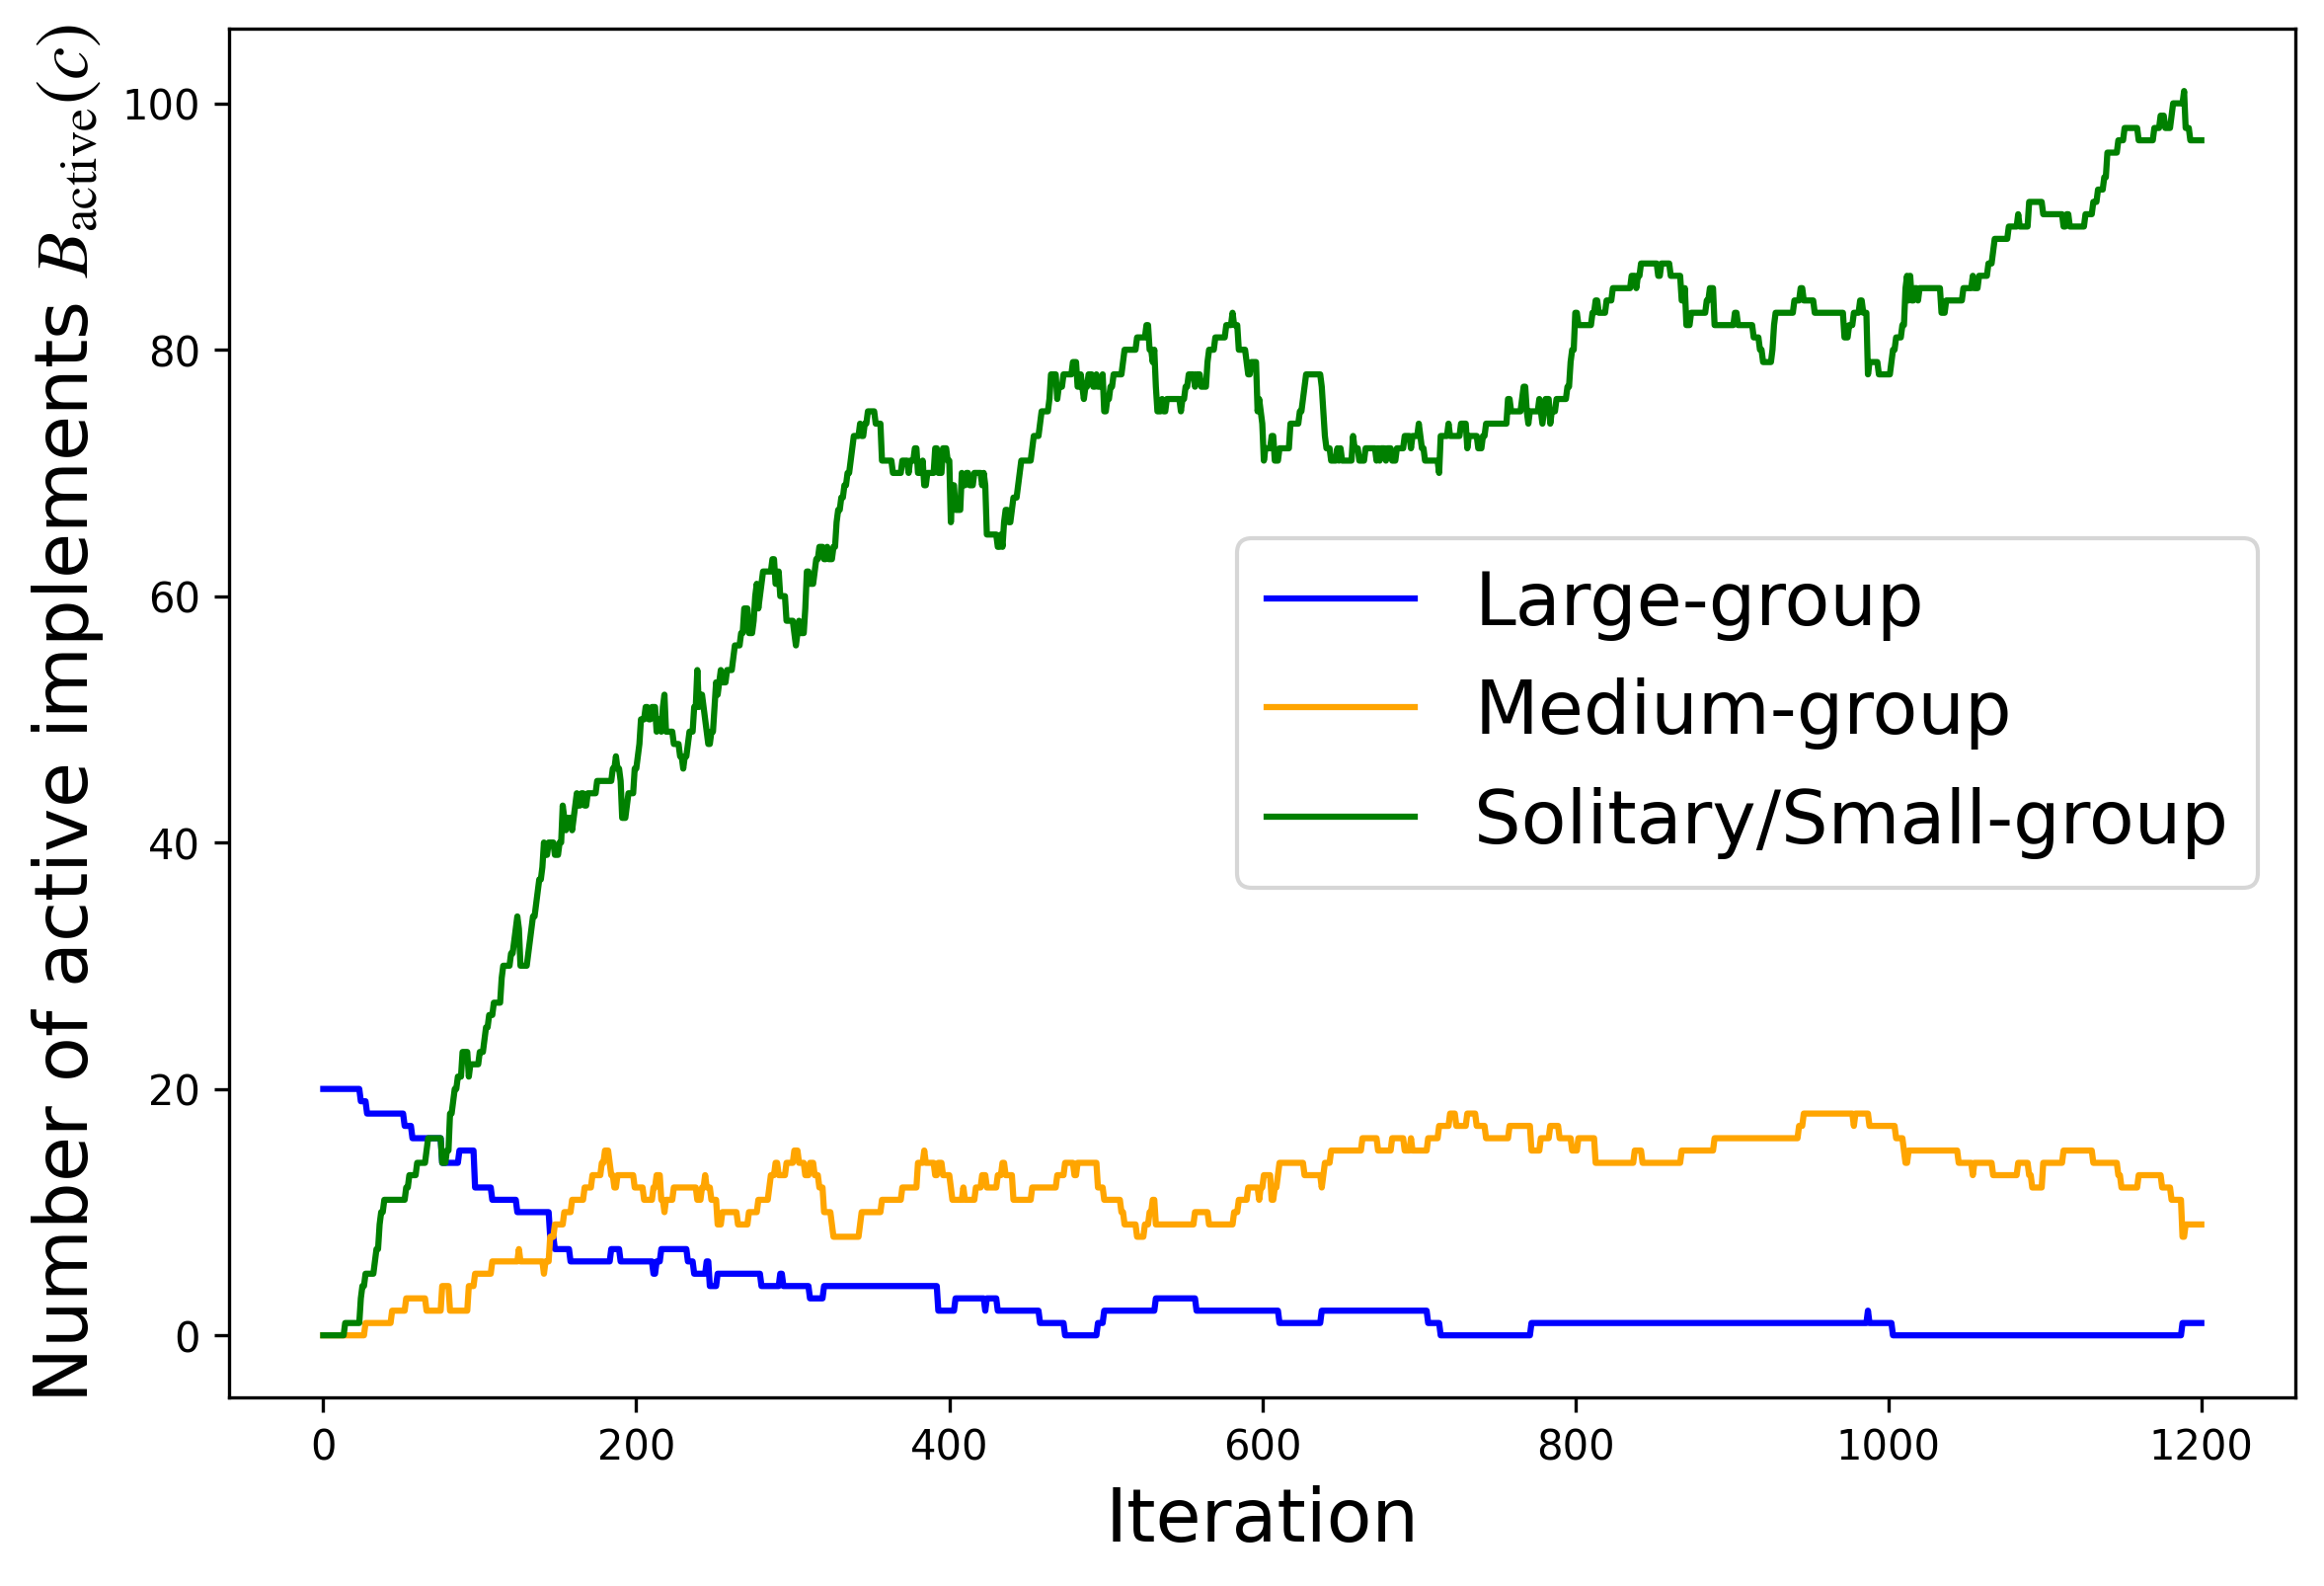 Number of active implements B_active(c)
100
80
60
40
20
0
Large-group
Medium-group
Solitary/Small-group
0 200 400 600 800 1000 1200
Iteration